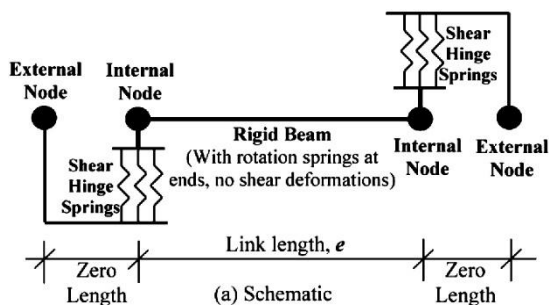 External
Node
Internal
Node
Shear
Hinge
Springs
Rigid Beam
(With rotation springs at
ends, no shear deformations)
Shear
Hinge
Springs
Internal
Node
External
Node
Link length, e
Zero
Length
(a) Schematic
Zero
Length